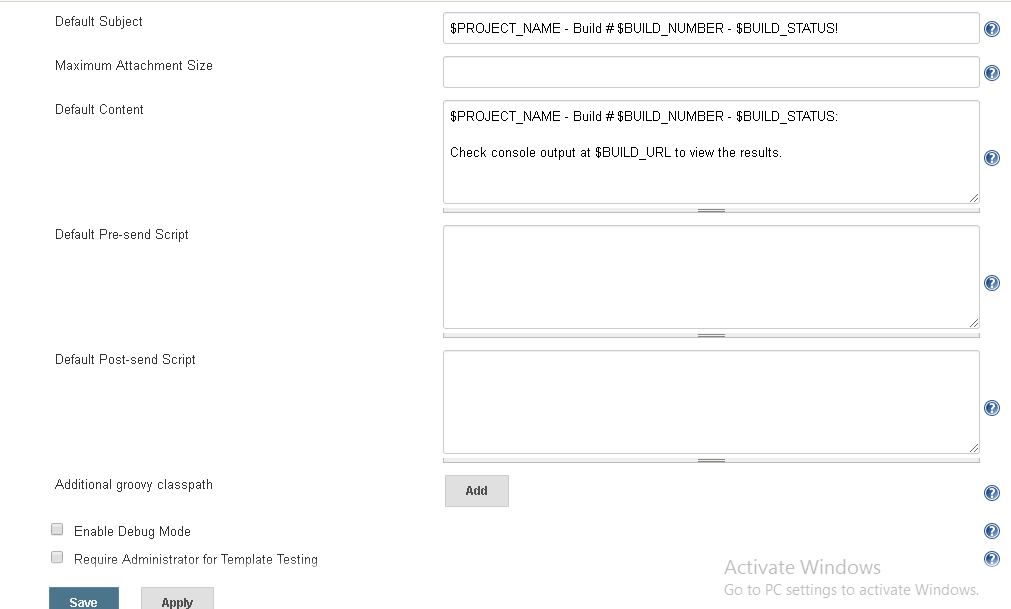 Default Subject
$PROJECT_NAME - Build # $BUILD_NUMBER - $BUILD_STATUS!
Maximum Attachment Size
Default Content
$PROJECT_NAME - Build # $BUILD_NUMBER - $BUILD_STATUS:
Check console output at $BUILD_URL to view the results.
Default Pre-send Script
Default Post-send Script
Additional groovy classpath
Add
Enable Debug Mode
Require Administrator for Template Testing
Activate Windows
Go to PC settings to activate Windows.
Save Apply